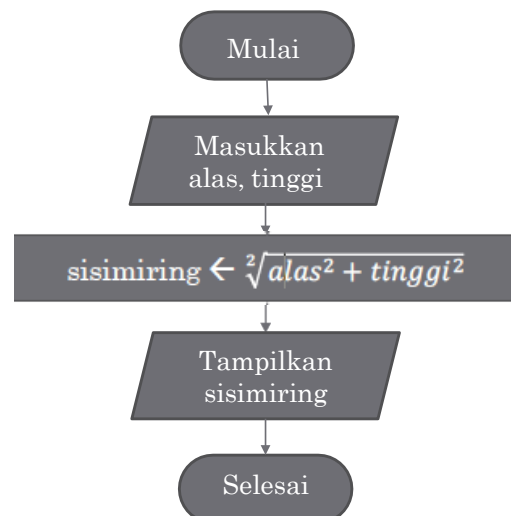 Mulai
Masukkan
alas, tinggi
sisimiring ← ²√alas² + tinggi²
Tampilkan
sisimiring
Selesai